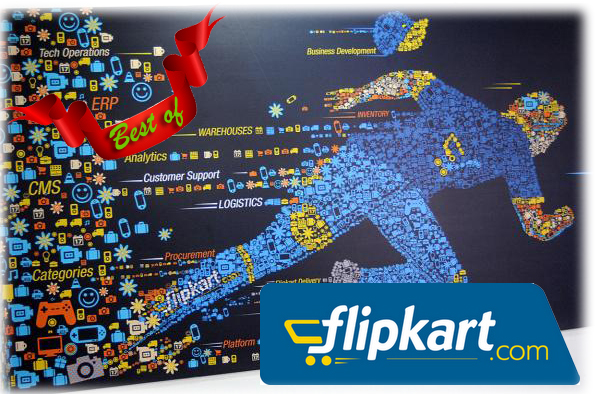 Tech Operations
Business Development
ERP
Best of
INVENTORY
WAREHOUSES
Analytics
Customer Support
CMS
LOGISTICS
Procurement
Categories
Flipkart Delivery
flipkart
flipkart.com
Platform